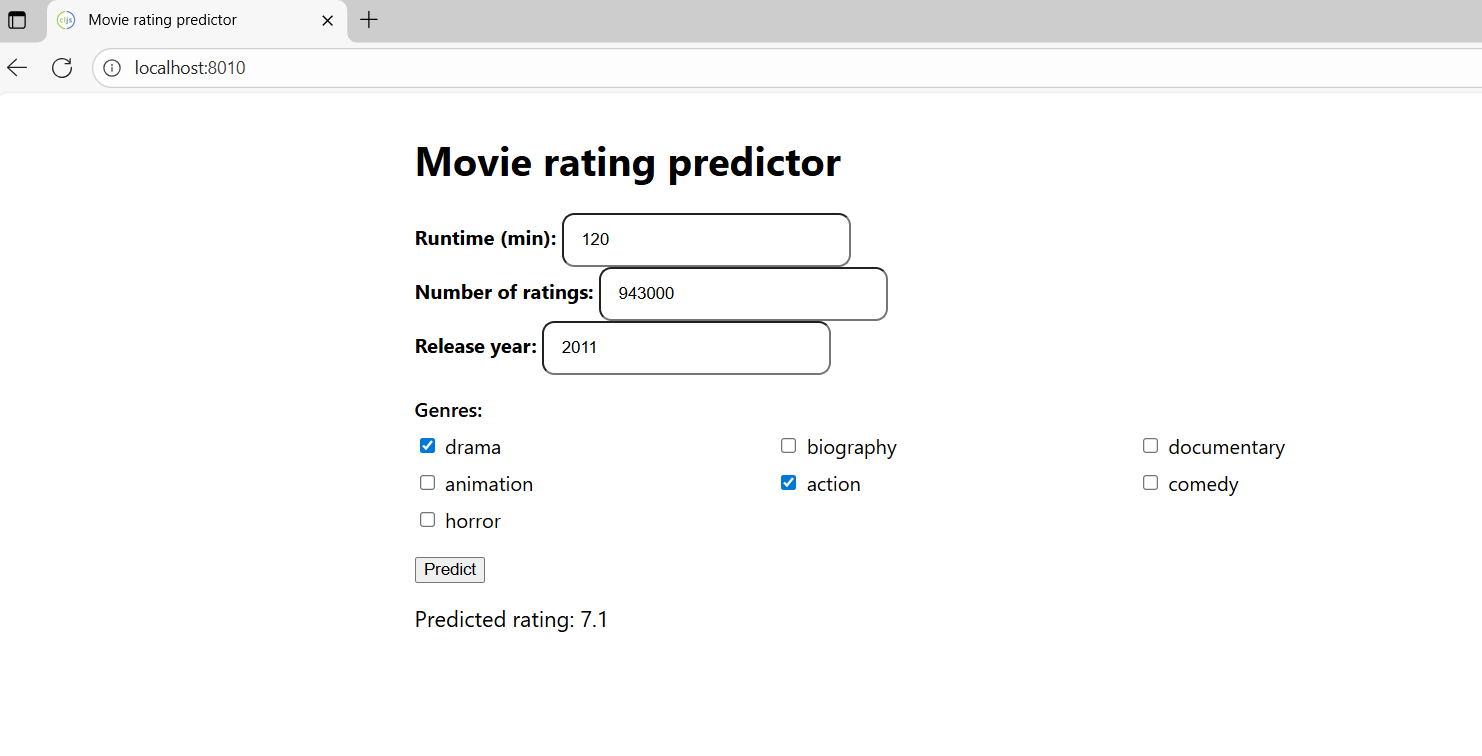 cljs Movie rating predictor
localhost:8010
Movie rating predictor
Runtime (min): 120
Number of ratings: 943000
Release year: 2011
Genres:
drama biography documentary
animation action comedy
horror
Predict
Predicted rating: 7.1